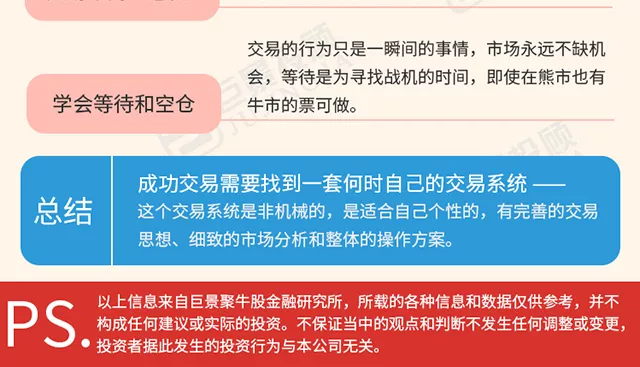 交易的行为只是一瞬间的事情，市场永远不缺机
会，等待是为寻找战机的时间，即使在熊市也有
牛市的票可做。
学会等待和空仓
总结
成功交易需要找到一套何时自己的交易系统 ——
这个交易系统是非机械的，是适合自己个性的，有完善的交易
思想、细致的市场分析和整体的操作方案。
PS.
以上信息来自巨景聚牛股金融研究所，所载的各种信息和数据仅供参考，并不
构成任何建议或实际的投资。不保证当中的观点和判断不发生任何调整或变更，
投资者据此发生的投资行为与本公司无关。